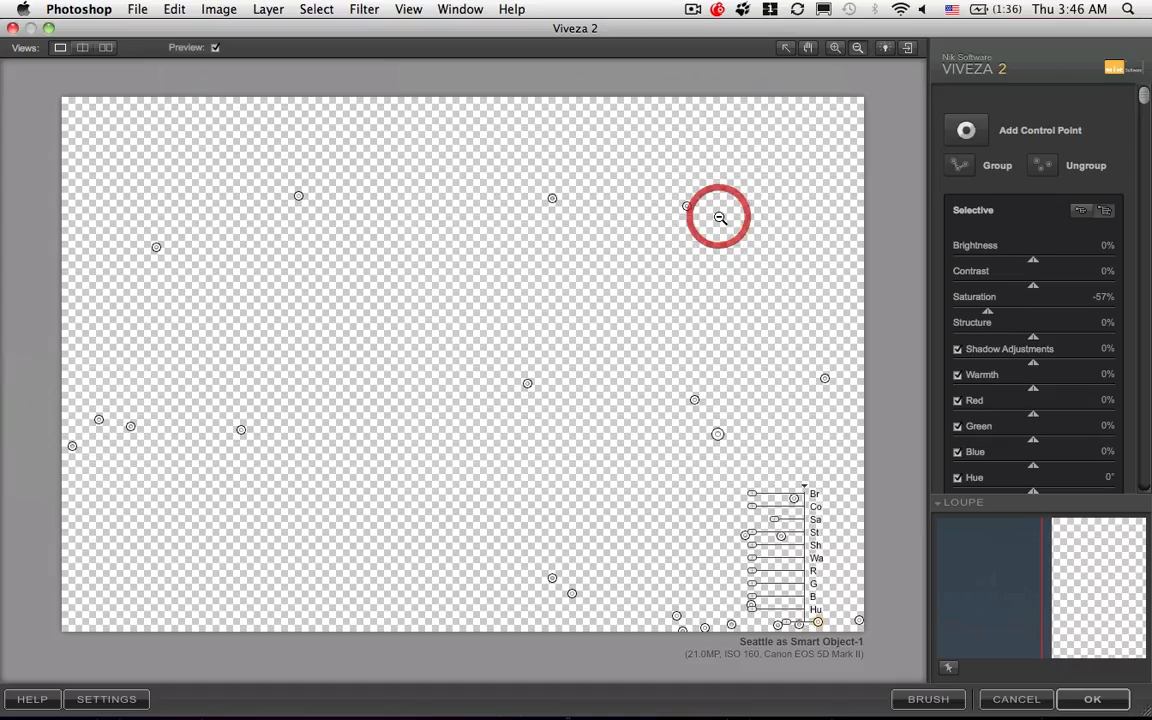 Photoshop File Edit Image Layer Select Filter View Window Help (1:36) Thu 3:46 AM
Viveza 2
Views: Preview:
Nik Software
VIVEZA 2
Add Control Point
Group Ungroup
Selective
Brightness 0%
Contrast 0%
Saturation -57%
Structure 0%
Shadow Adjustments 0%
Warmth 0%
Red 0%
Green 0%
Blue 0%
Hue 0°
Br
Co
Sa
St
Sh
Wa
R
G
B
Hu
LOUPE
Seattle as Smart Object-1
(21.0MP, ISO 160, Canon EOS 5D Mark II)
HELP SETTINGS BRUSH CANCEL OK